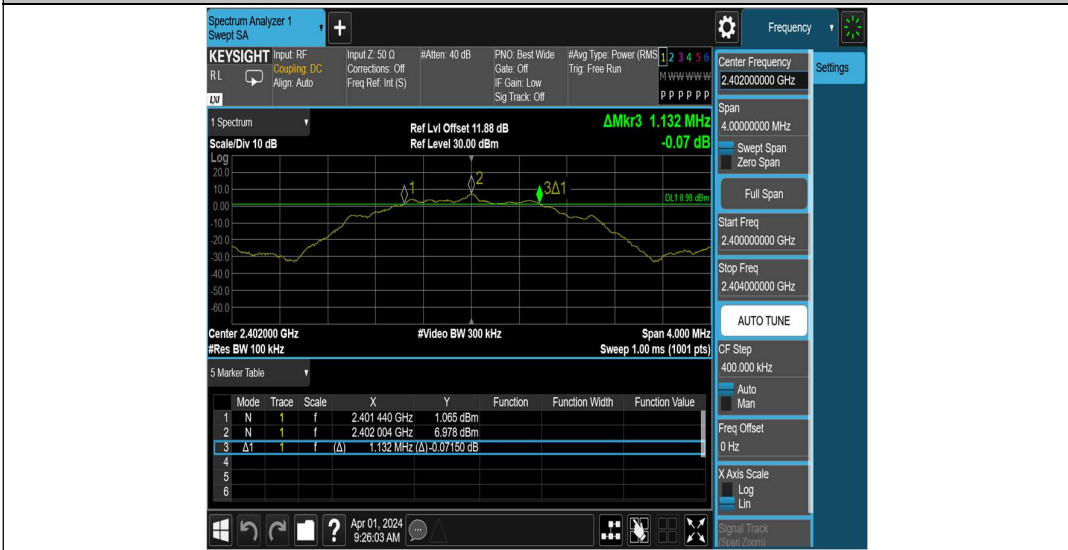 Spectrum Analyzer 1
Swept SA
+
Frequency
KEYSIGHT
RL
LXI
Input: RF
Coupling: DC
Align: Auto
Input Z: 50 Ω
Corrections: Off
Freq Ref: Int (S)
#Atten: 40 dB
PNO: Best Wide
Gate: Off
IF Gain: Low
Sig Track: Off
#Avg Type: Power (RMS
Trig: Free Run
1 2 3 4 5 6
M W W W W W
P P P P P P
1 Spectrum
Scale/Div 10 dB
Ref Lvl Offset 11.88 dB
Ref Level 30.00 dBm
ΔMkr3 1.132 MHz
-0.07 dB
Log
20.0
10.0
0.00
-10.0
-20.0
-30.0
-40.0
-50.0
-60.0
1
2
3Δ1
DL1 0.98 dBm
Center 2.402000 GHz
#Res BW 100 kHz
#Video BW 300 kHz
Span 4.000 MHz
Sweep 1.00 ms (1001 pts)
5 Marker Table
Mode Trace Scale X Y Function Function Width Function Value
1 N 1 f 2.401 440 GHz 1.065 dBm
2 N 1 f 2.402 004 GHz 6.978 dBm
3 Δ1 1 f (Δ) 1.132 MHz (Δ) -0.07150 dB
4
5
6
?
Apr 01, 2024
9:26:03 AM
Center Frequency
2.402000000 GHz
Settings
Span
4.00000000 MHz
Swept Span
Zero Span
Full Span
Start Freq
2.400000000 GHz
Stop Freq
2.404000000 GHz
AUTO TUNE
CF Step
400.000 kHz
Auto
Man
Freq Offset
0 Hz
X Axis Scale
Log
Lin
Signal Track
(Span Zoom)